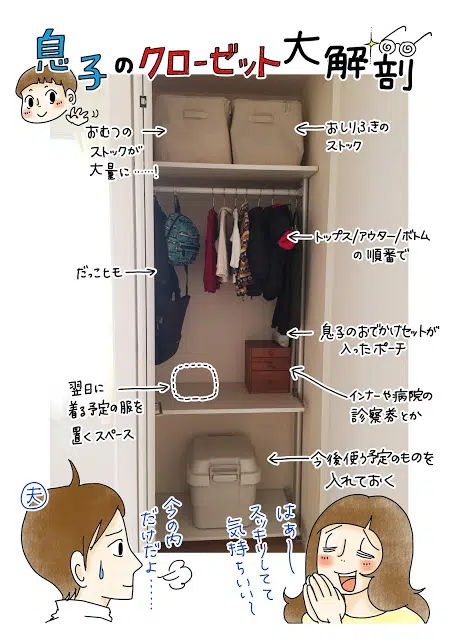 息子のクローゼット大解剖
おむつの
ストックが
大量に……!
おしりふきの
ストック
トップス/アウター/ボトム
の順番で
だっこひも
息子のおでかけセットが
入ったポーチ
翌日に
着る予定の服を
置くスペース
インナーや病院の
診察券とか
今後使う予定のものを
入れておく
夫
今の内
だけだよ……
はあ〜
スッキリしてて
気持ちいい〜